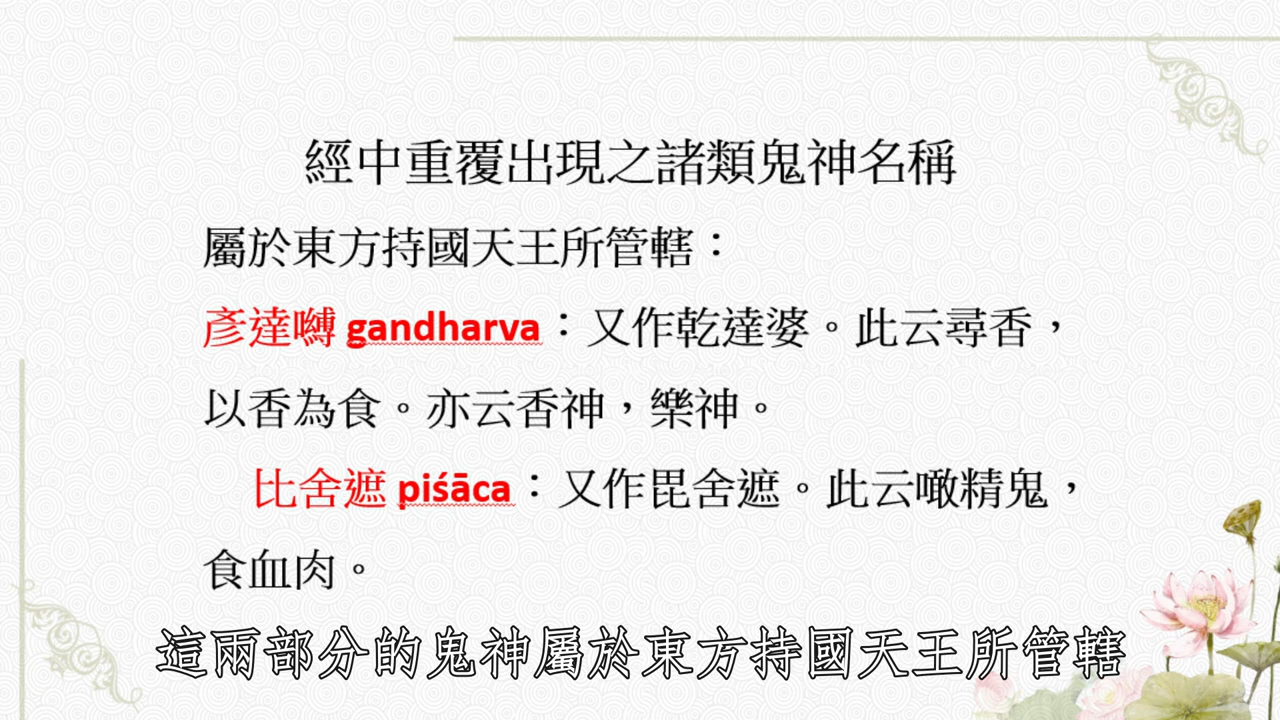 經中重覆出現之諸類鬼神名稱
屬於東方持國天王所管轄：
彥達嚩 gandharva：又作乾達婆。此云尋香，
以香為食。亦云香神，樂神。
比舍遮 piśāca：又作毘舍遮。此云噉精鬼，
食血肉。
這兩部分的鬼神屬於東方持國天王所管轄